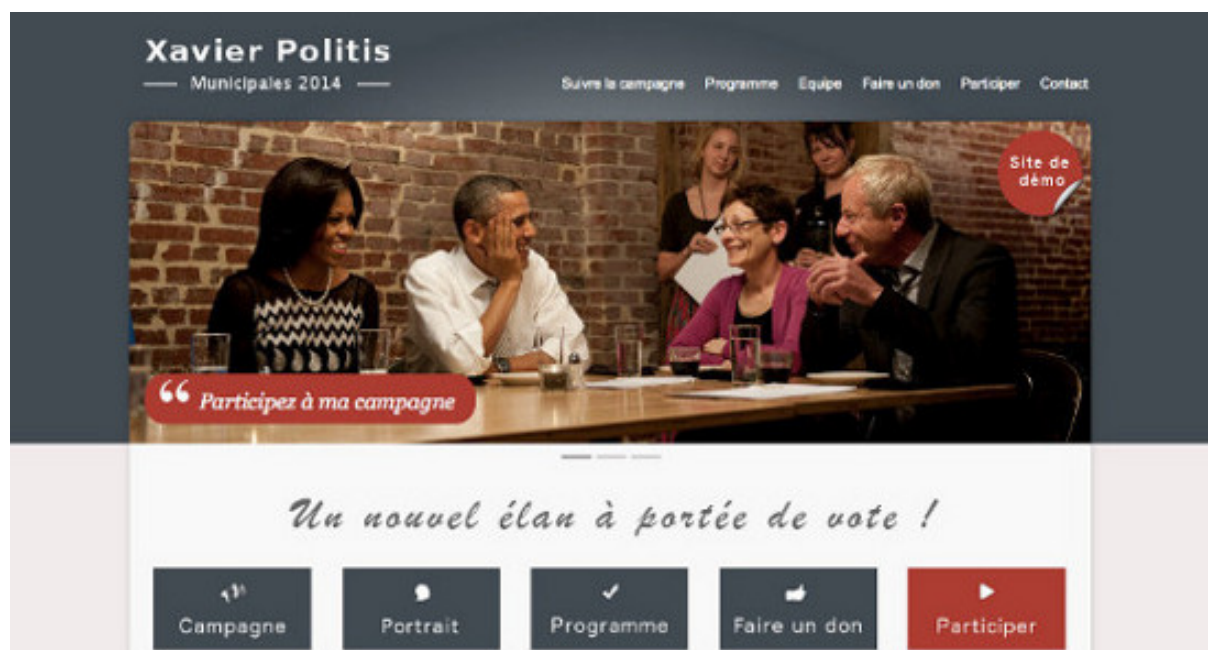 Xavier Politis
Municipales 2014
Suivre la campagne Programme Equipe Faire un don Participer Contact
Site de
démo
“ Participez à ma campagne
Un nouvel élan à portée de vote !
Campagne Portrait Programme Faire un don Participer